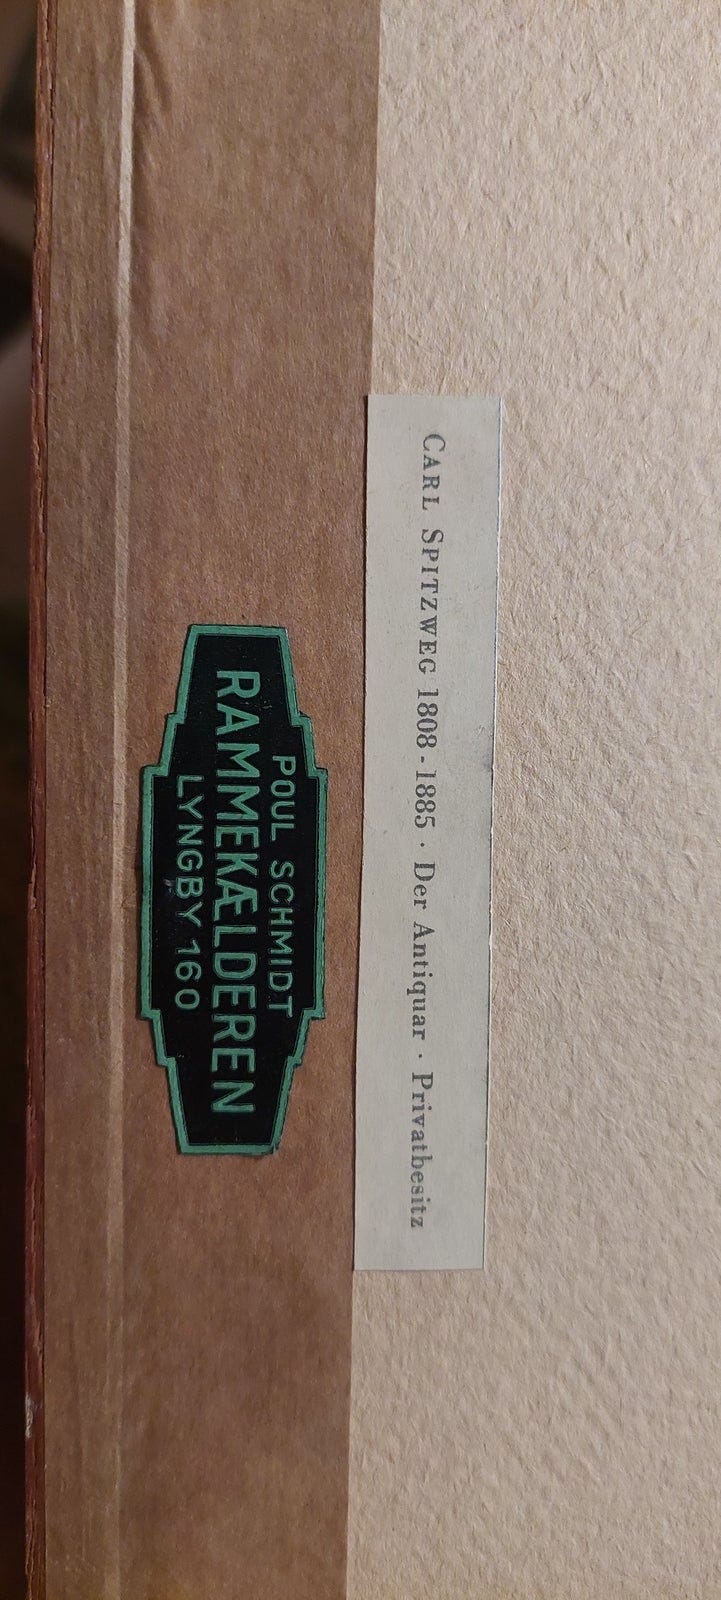 CARL SPITZWEG 1808-1885 · Der Antiquar · Privatbesitz
POUL SCHMIDT
RAMMEKÆLDEREN
LYNGBY 160